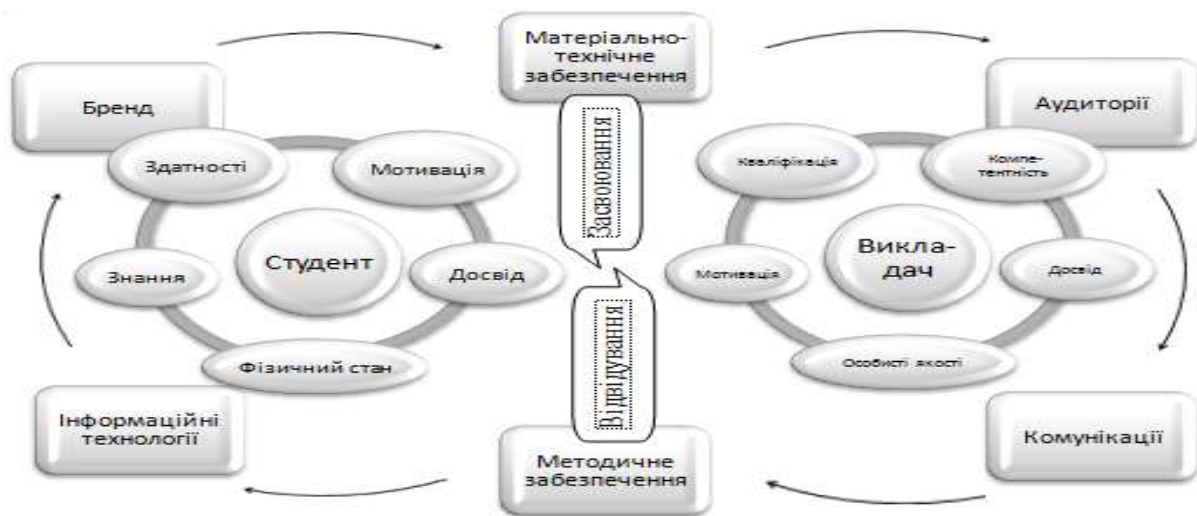 Матеріально-
технічне
забезпечення
Бренд
Аудиторії
Здатності
Мотивація
Засвоювання
Кваліфікація
Компе-
тентність
Студент
Викла-
дач
Знання
Досвід
Мотивація
Досвід
Фізичний стан
Відвідування
Особисті якості
Інформаційні
технології
Методичне
забезпечення
Комунікації